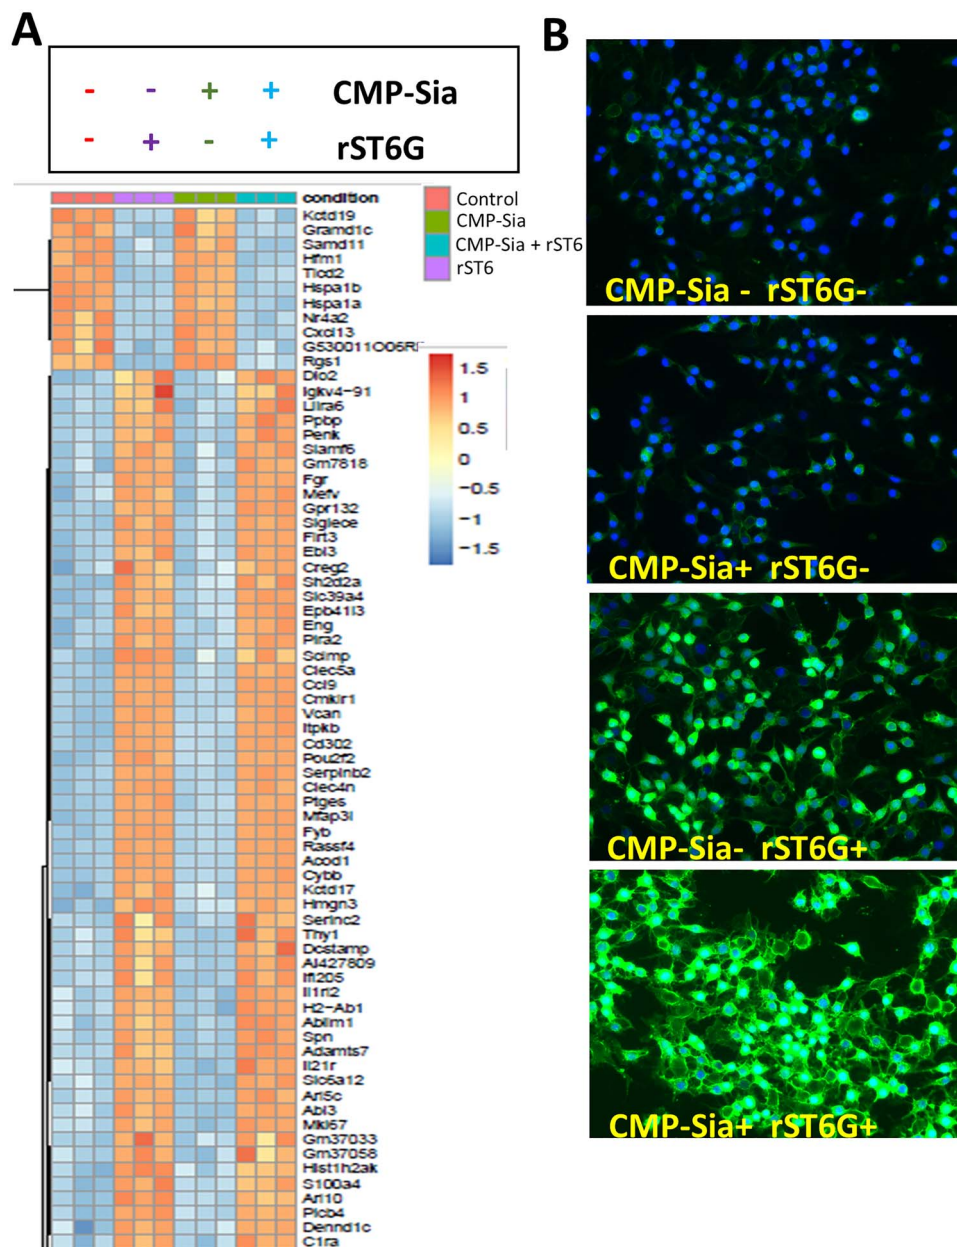 A
- - + + CMP-Sia
- + - + rST6G
condition
Kctd19
Gramd1c
Samd11
Hfm1
Ticd2
Hspa1b
Hspa1a
Nr4a2
Cxcl13
G530011O06R
Rgs1
Dio2
Igkv4-91
Lilra6
Ppbp
Penk
Slamf6
Gm7818
Fgr
Mefv
Gpr132
Siglece
Flrt3
Ebi3
Creg2
Sh2d2a
Slc39a4
Epb41l3
Eng
Pira2
Scimp
Clec5a
Ccl9
Cmklr1
Vcan
Itpkb
Cd302
Pou2f2
Serpinb2
Clec4n
Ptges
Mfap3l
Fyb
Rassf4
Acod1
Cybb
Kctd17
Hmgn3
Serinc2
Thy1
Dcstamp
AI427809
Ifi205
Il1rl2
H2-Ab1
Ablim1
Spn
Adamts7
Il21r
Slc6a12
Arl5c
Abi3
Mki67
Gm37033
Gm37058
Hist1h2ak
S100a4
Arl10
Plcb4
Dennd1c
C1ra
Control
CMP-Sia
CMP-Sia + rST6
rST6
1.5
1
0.5
0
-0.5
-1
-1.5
B
CMP-Sia - rST6G-
CMP-Sia+ rST6G-
CMP-Sia- rST6G+
CMP-Sia+ rST6G+